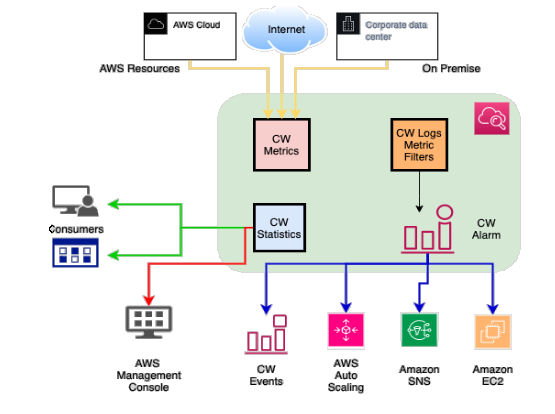 AWS Cloud
Internet
Corporate data
center
AWS Resources
On Premise
CW
Metrics
CW Logs
Metric
Filters
CW
Statistics
CW
Alarm
Consumers
AWS
Management
Console
CW
Events
AWS
Auto
Scaling
Amazon
SNS
Amazon
EC2